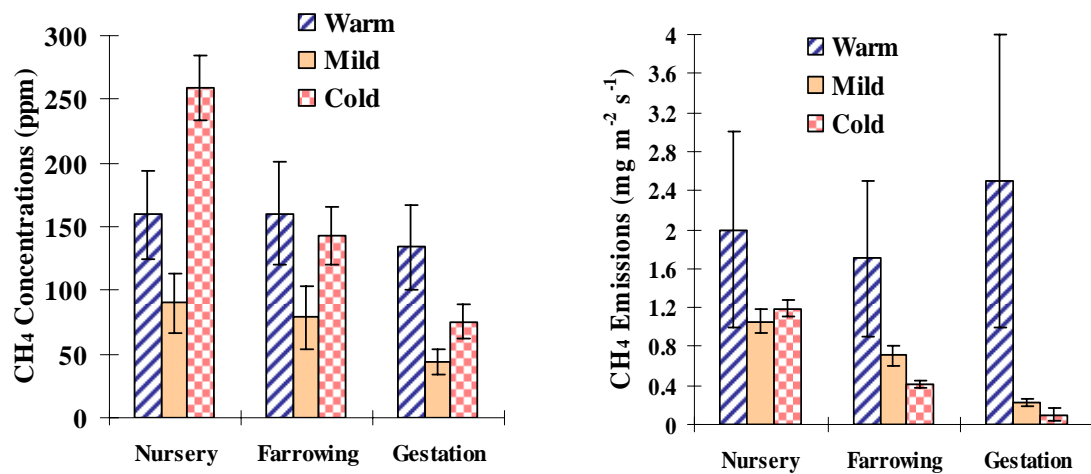 CH₄ Concentrations (ppm)
300
250
200
150
100
50
0
Warm
Mild
Cold
Nursery Farrowing Gestation
CH₄ Emissions (mg m⁻² s⁻¹)
4
3.6
3.2
2.8
2.4
2
1.6
1.2
0.8
0.4
0
Warm
Mild
Cold
Nursery Farrowing Gestation